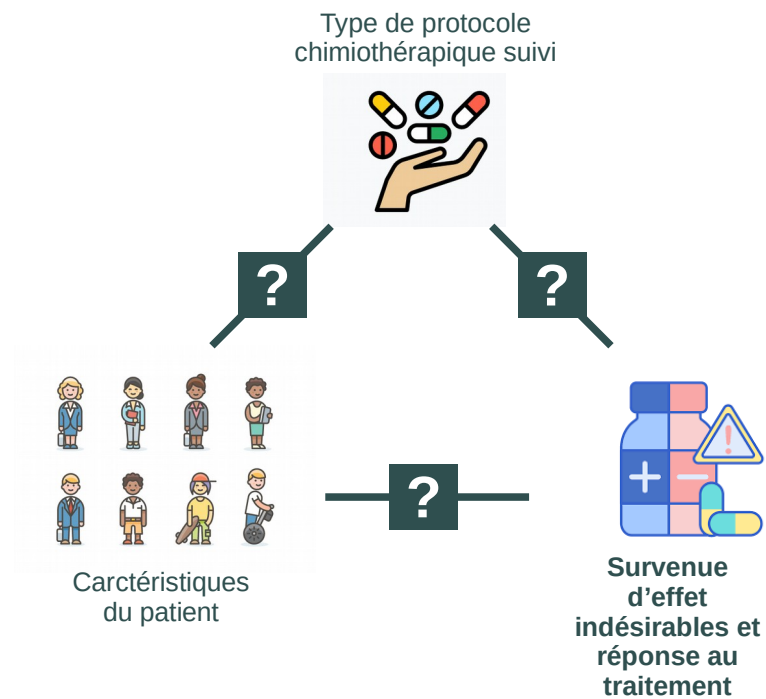 Type de protocole
chimiothérapique suivi
?
?
?
Carctéristiques
du patient
Survenue
d’effet
indésirables et
réponse au
traitement